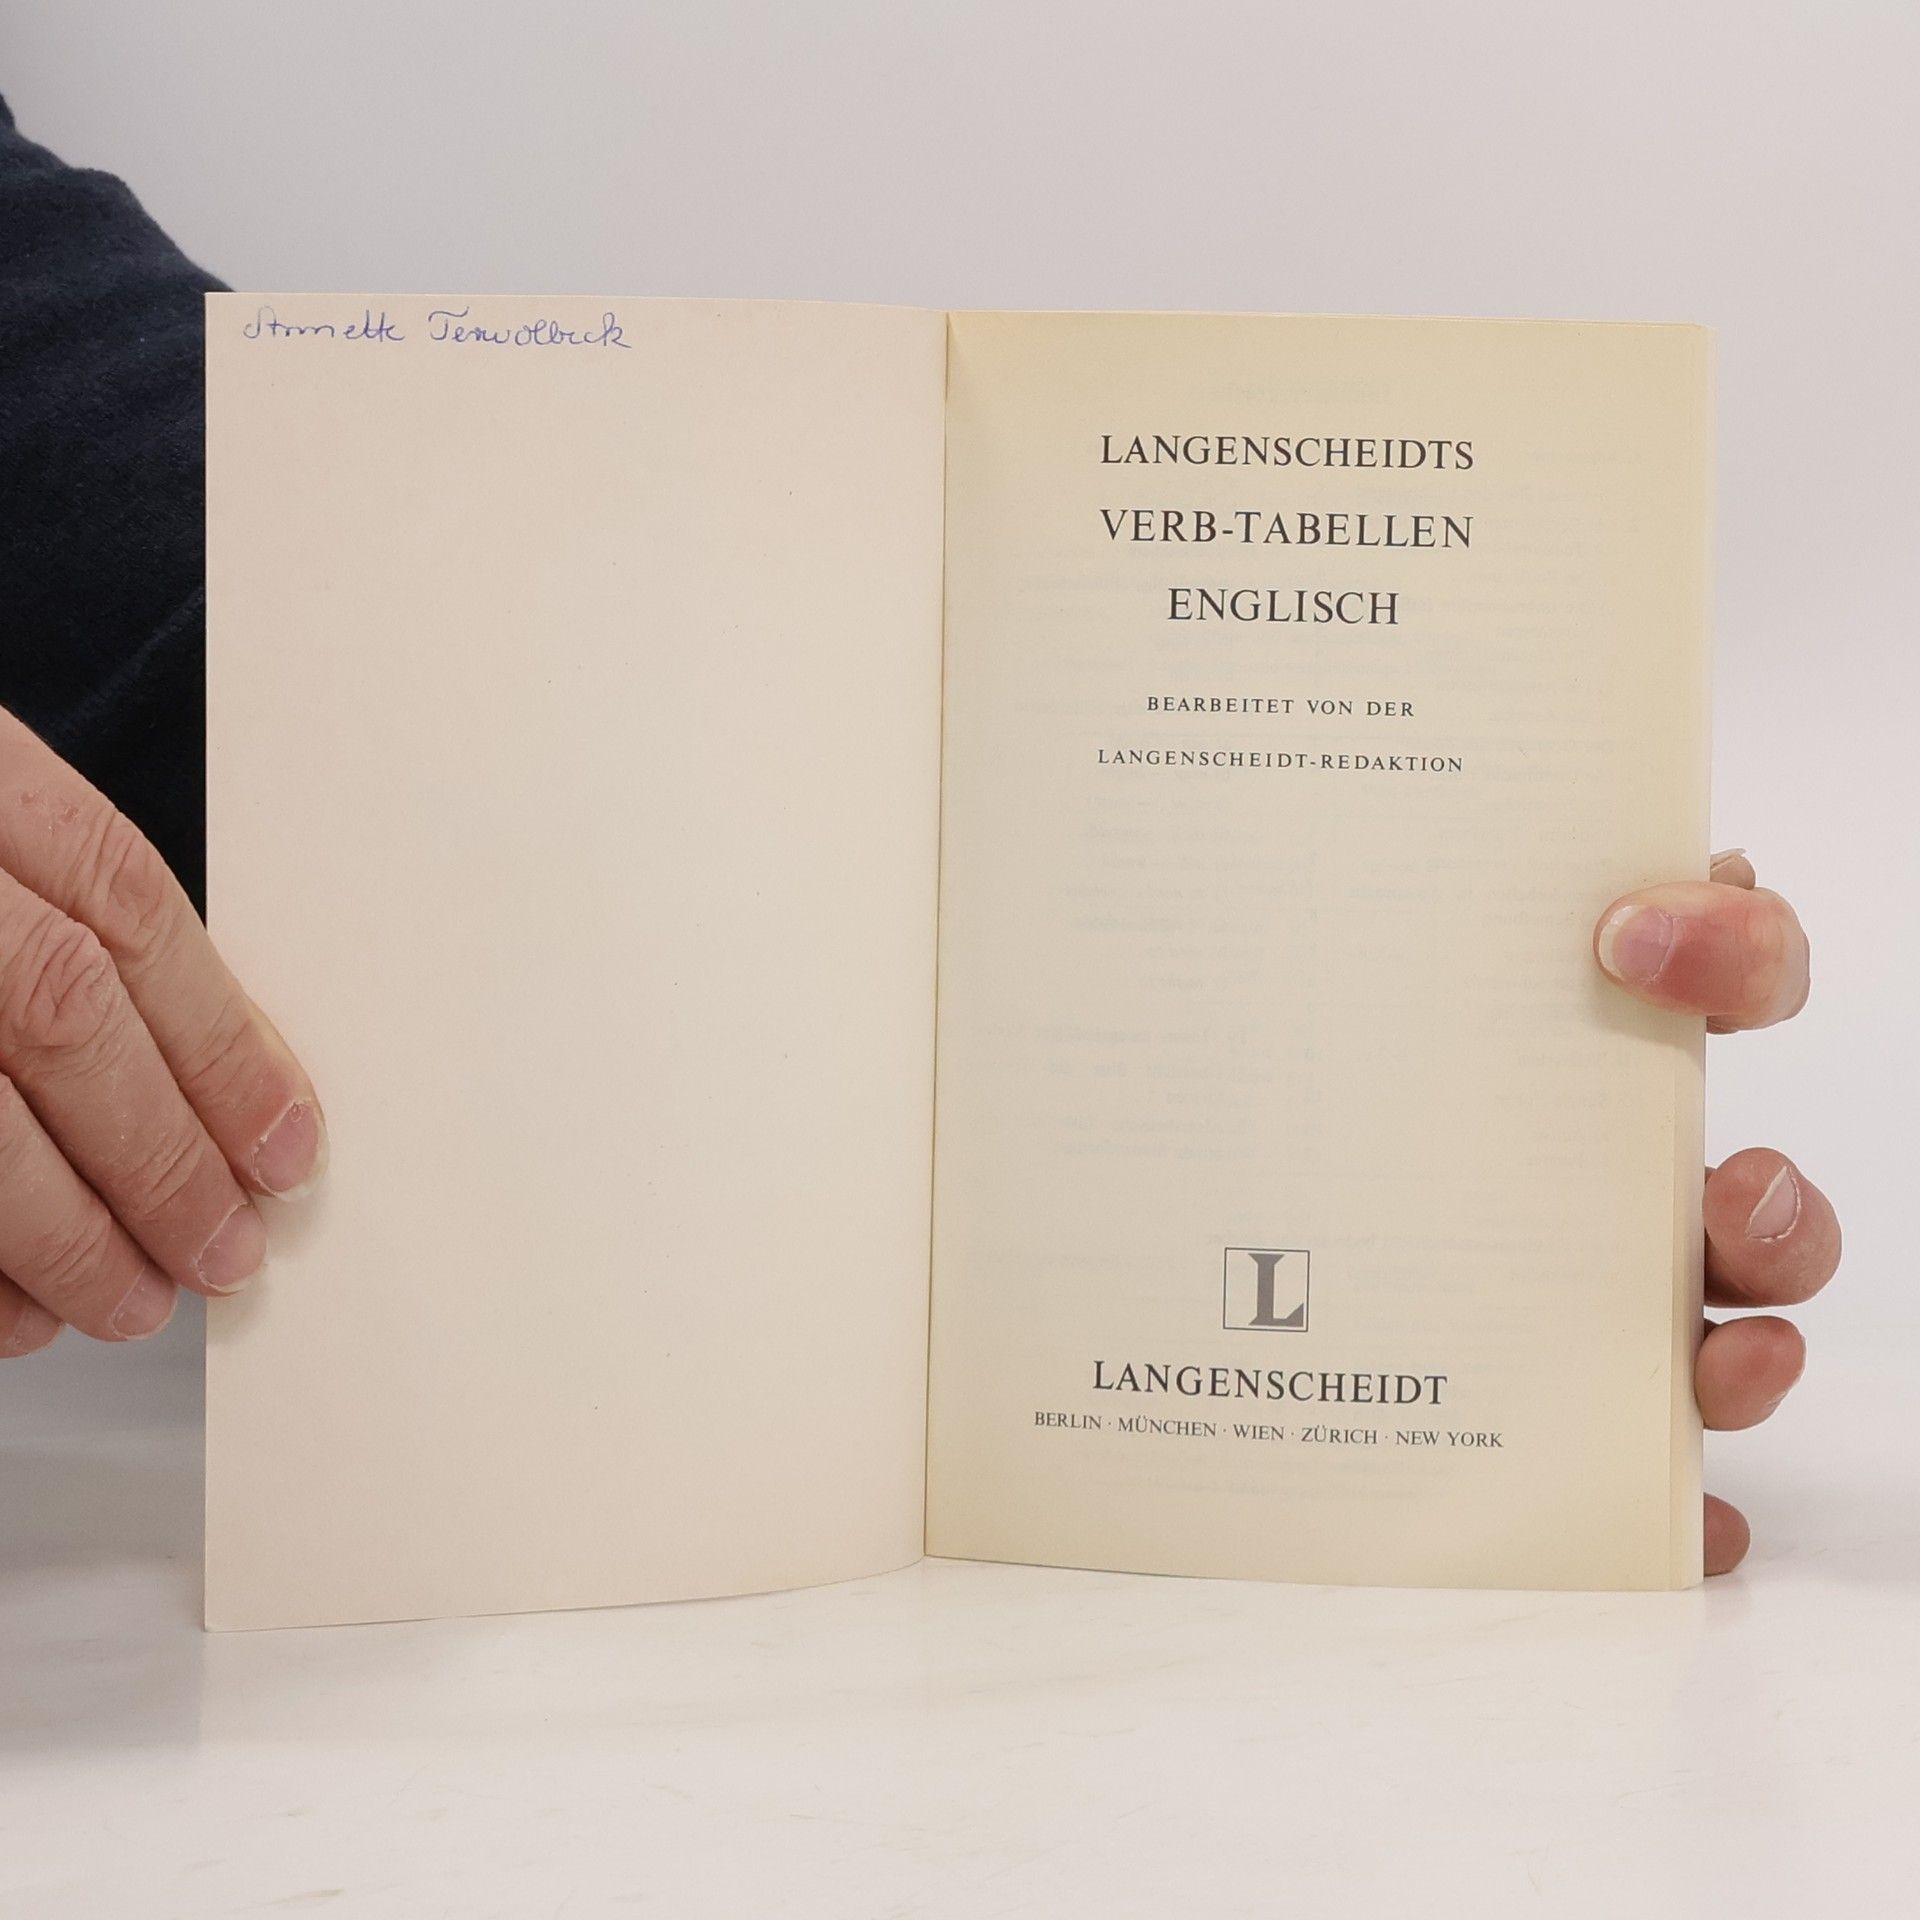 Annette Terwolbeck
LANGENSCHEIDTS
VERB-TABELLEN
ENGLISCH
BEARBEITET VON DER
LANGENSCHEIDT-REDAKTION
L
LANGENSCHEIDT
BERLIN · MÜNCHEN · WIEN · ZÜRICH · NEW YORK